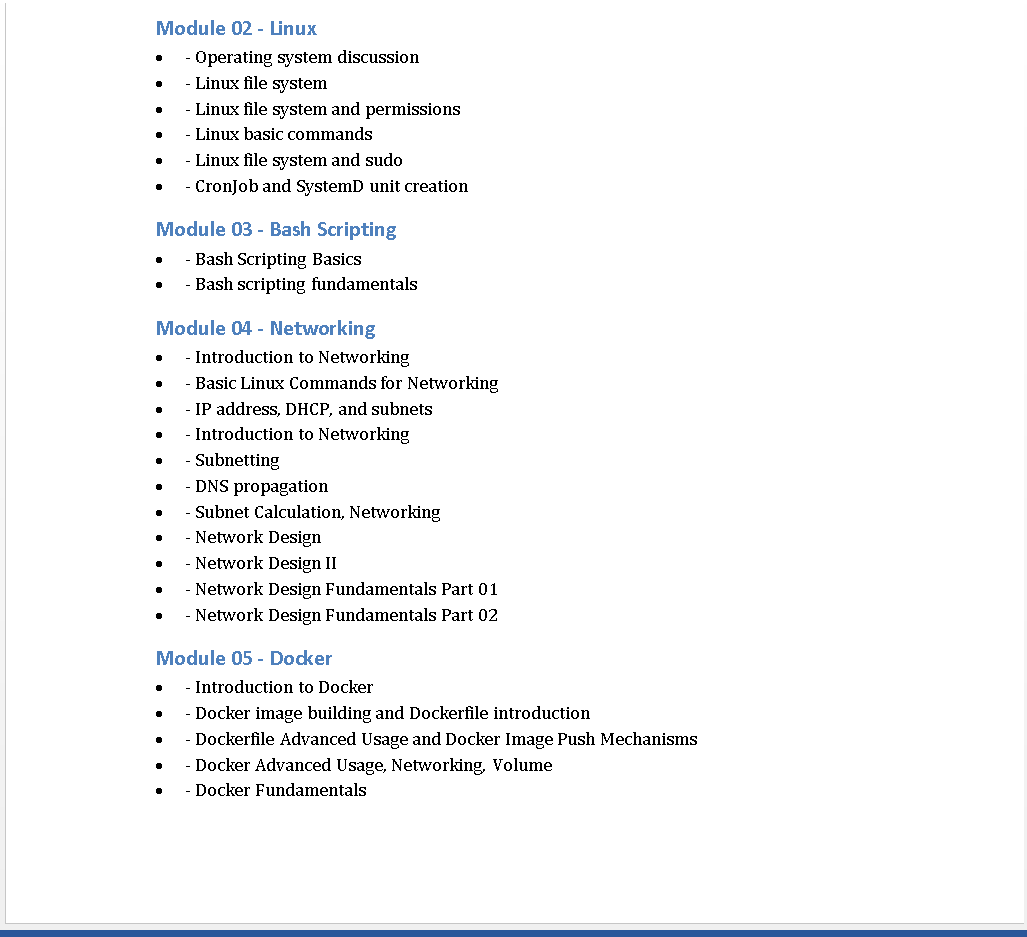 Module 02 - Linux
• - Operating system discussion
• - Linux file system
• - Linux file system and permissions
• - Linux basic commands
• - Linux file system and sudo
• - CronJob and SystemD unit creation
Module 03 - Bash Scripting
• - Bash Scripting Basics
• - Bash scripting fundamentals
Module 04 - Networking
• - Introduction to Networking
• - Basic Linux Commands for Networking
• - IP address, DHCP, and subnets
• - Introduction to Networking
• - Subnetting
• - DNS propagation
• - Subnet Calculation, Networking
• - Network Design
• - Network Design II
• - Network Design Fundamentals Part 01
• - Network Design Fundamentals Part 02
Module 05 - Docker
• - Introduction to Docker
• - Docker image building and Dockerfile introduction
• - Dockerfile Advanced Usage and Docker Image Push Mechanisms
• - Docker Advanced Usage, Networking, Volume
• - Docker Fundamentals